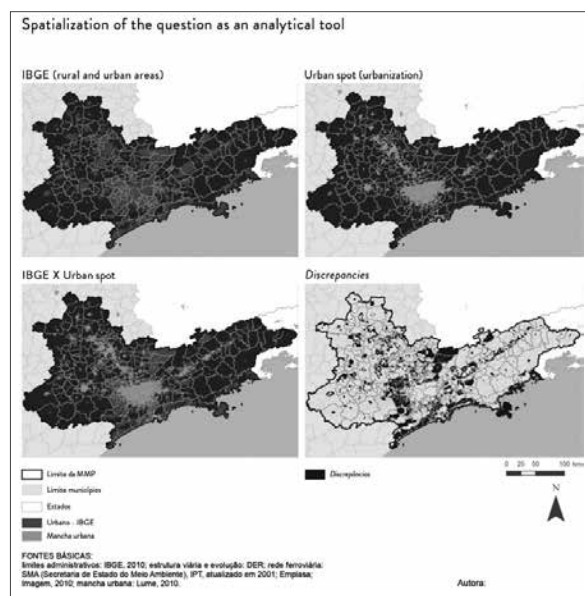 Spatialization of the question as an analytical tool
IBGE (rural and urban areas)
Urban spot (urbanization)
IBGE X Urban spot
Discrepancies
Limite da MMP
Limite municípios
Estados
Urbano - IBGE
Mancha urbana
Discrepâncias
0 25 50 100 kms
N
FONTES BÁSICAS:
limites administrativos: IBGE, 2010; estrutura viária e evolução: DER; rede ferroviária:
SMA (Secretaria de Estado do Meio Ambiente), IPT, atualizado em 2001; Emplasa;
Imagem, 2010; mancha urbana: Lume, 2010.
Autora: